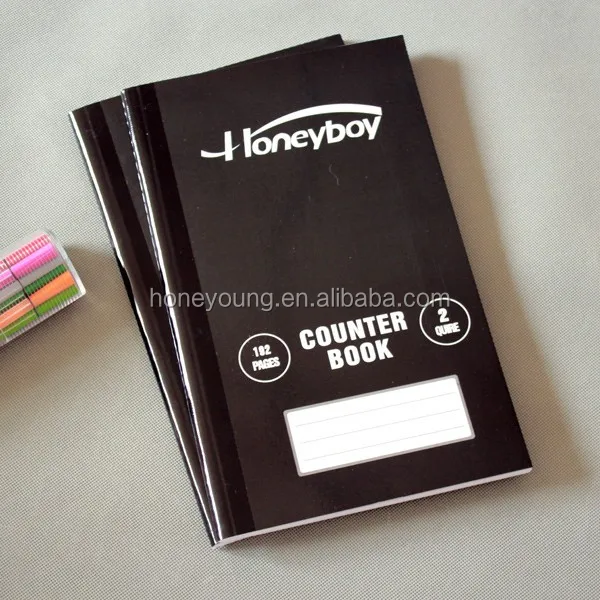 Honeyboy
honeyoung.en.alibaba.com
192
PAGES
COUNTER
BOOK
2
QUIRE